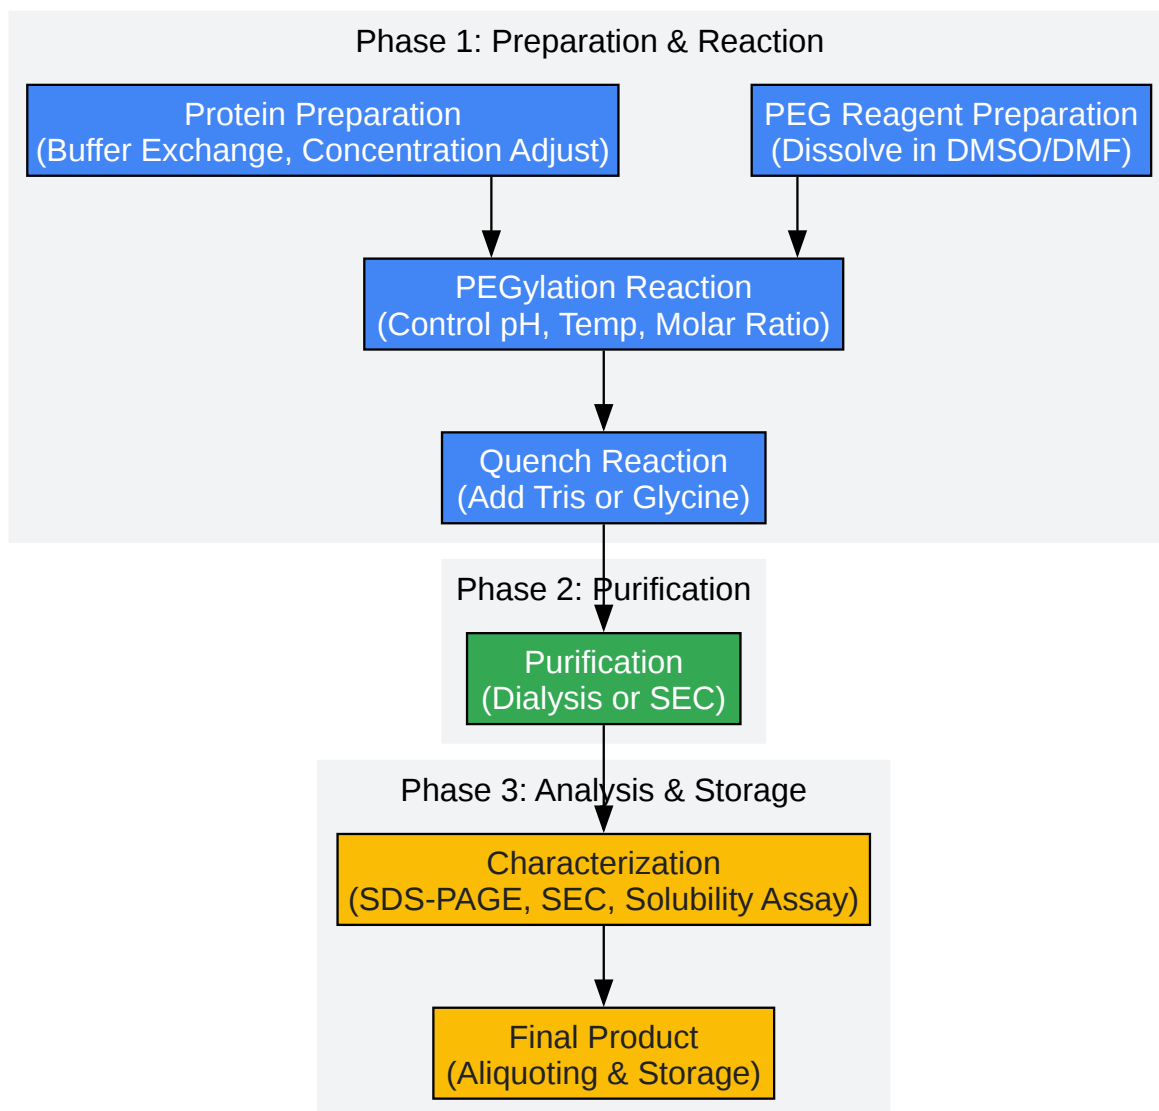 Phase 1: Preparation & Reaction
Protein Preparation
(Buffer Exchange, Concentration Adjust)
PEG Reagent Preparation
(Dissolve in DMSO/DMF)
PEGylation Reaction
(Control pH, Temp, Molar Ratio)
Quench Reaction
(Add Tris or Glycine)
Phase 2: Purification
Purification
(Dialysis or SEC)
Phase 3: Analysis & Storage
Characterization
(SDS-PAGE, SEC, Solubility Assay)
Final Product
(Aliquoting & Storage)